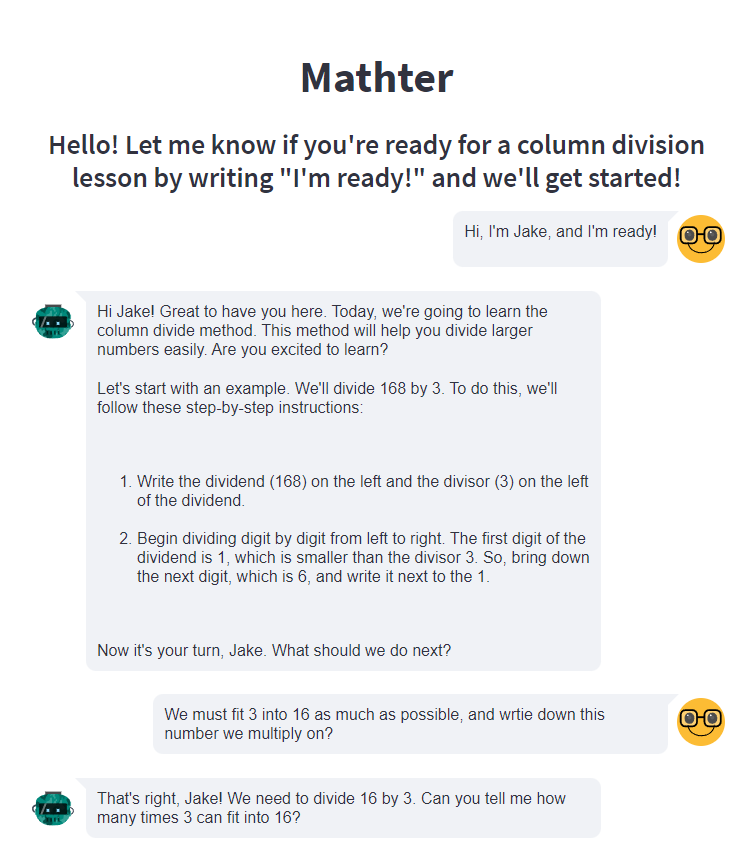 Mathter
Hello! Let me know if you're ready for a column division
lesson by writing "I'm ready!" and we'll get started!
Hi, I'm Jake, and I'm ready!
Hi Jake! Great to have you here. Today, we're going to learn the
column divide method. This method will help you divide larger
numbers easily. Are you excited to learn?
Let's start with an example. We'll divide 168 by 3. To do this, we'll
follow these step-by-step instructions:
1. Write the dividend (168) on the left and the divisor (3) on the left
of the dividend.
2. Begin dividing digit by digit from left to right. The first digit of the
dividend is 1, which is smaller than the divisor 3. So, bring down
the next digit, which is 6, and write it next to the 1.
Now it's your turn, Jake. What should we do next?
We must fit 3 into 16 as much as possible, and wrtie down this
number we multiply on?
That's right, Jake! We need to divide 16 by 3. Can you tell me how
many times 3 can fit into 16?